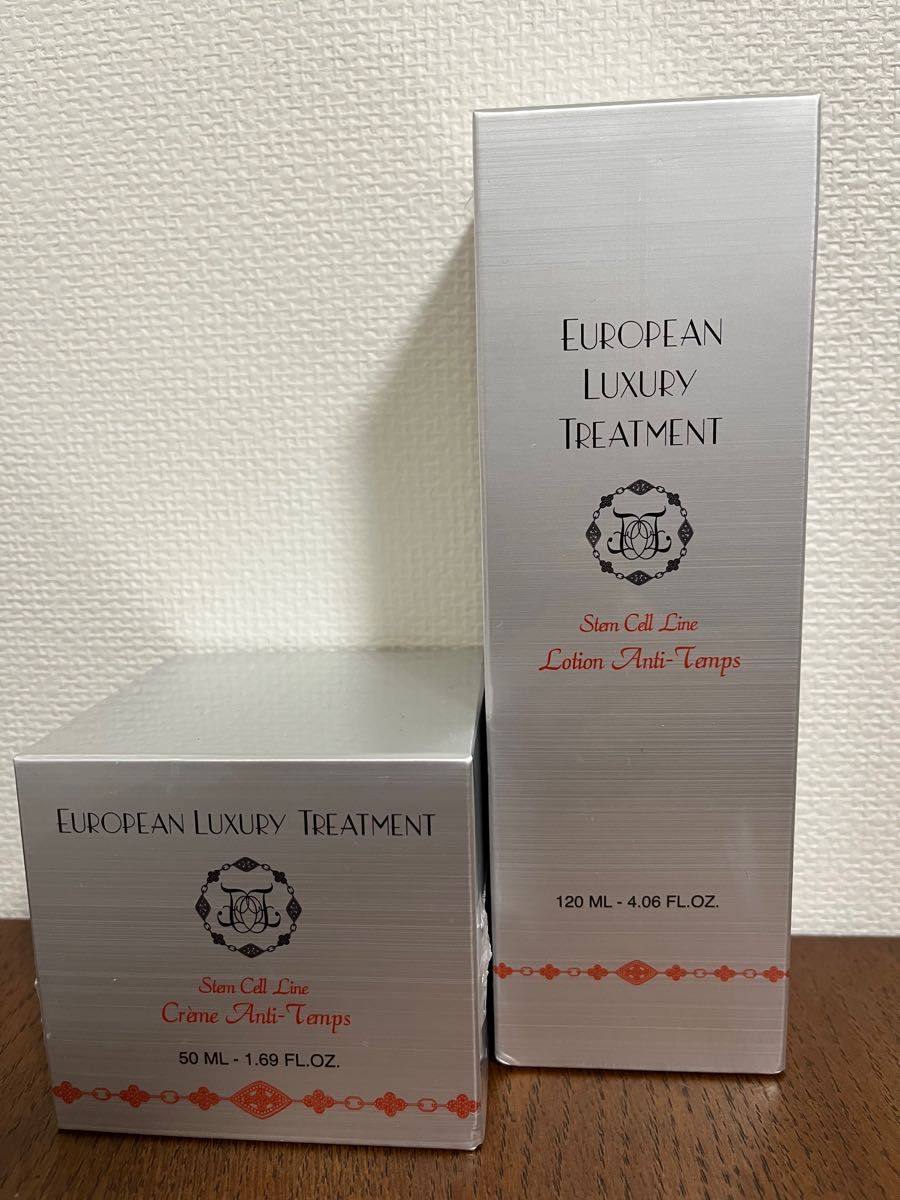 EUROPEAN
LUXURY
TREATMENT
Stem Cell Line
Lotion Anti-Temps
120 ML - 4.06 FL.OZ.
EUROPEAN LUXURY TREATMENT
Stem Cell Line
Crème Anti-Temps
50 ML - 1.69 FL.OZ.